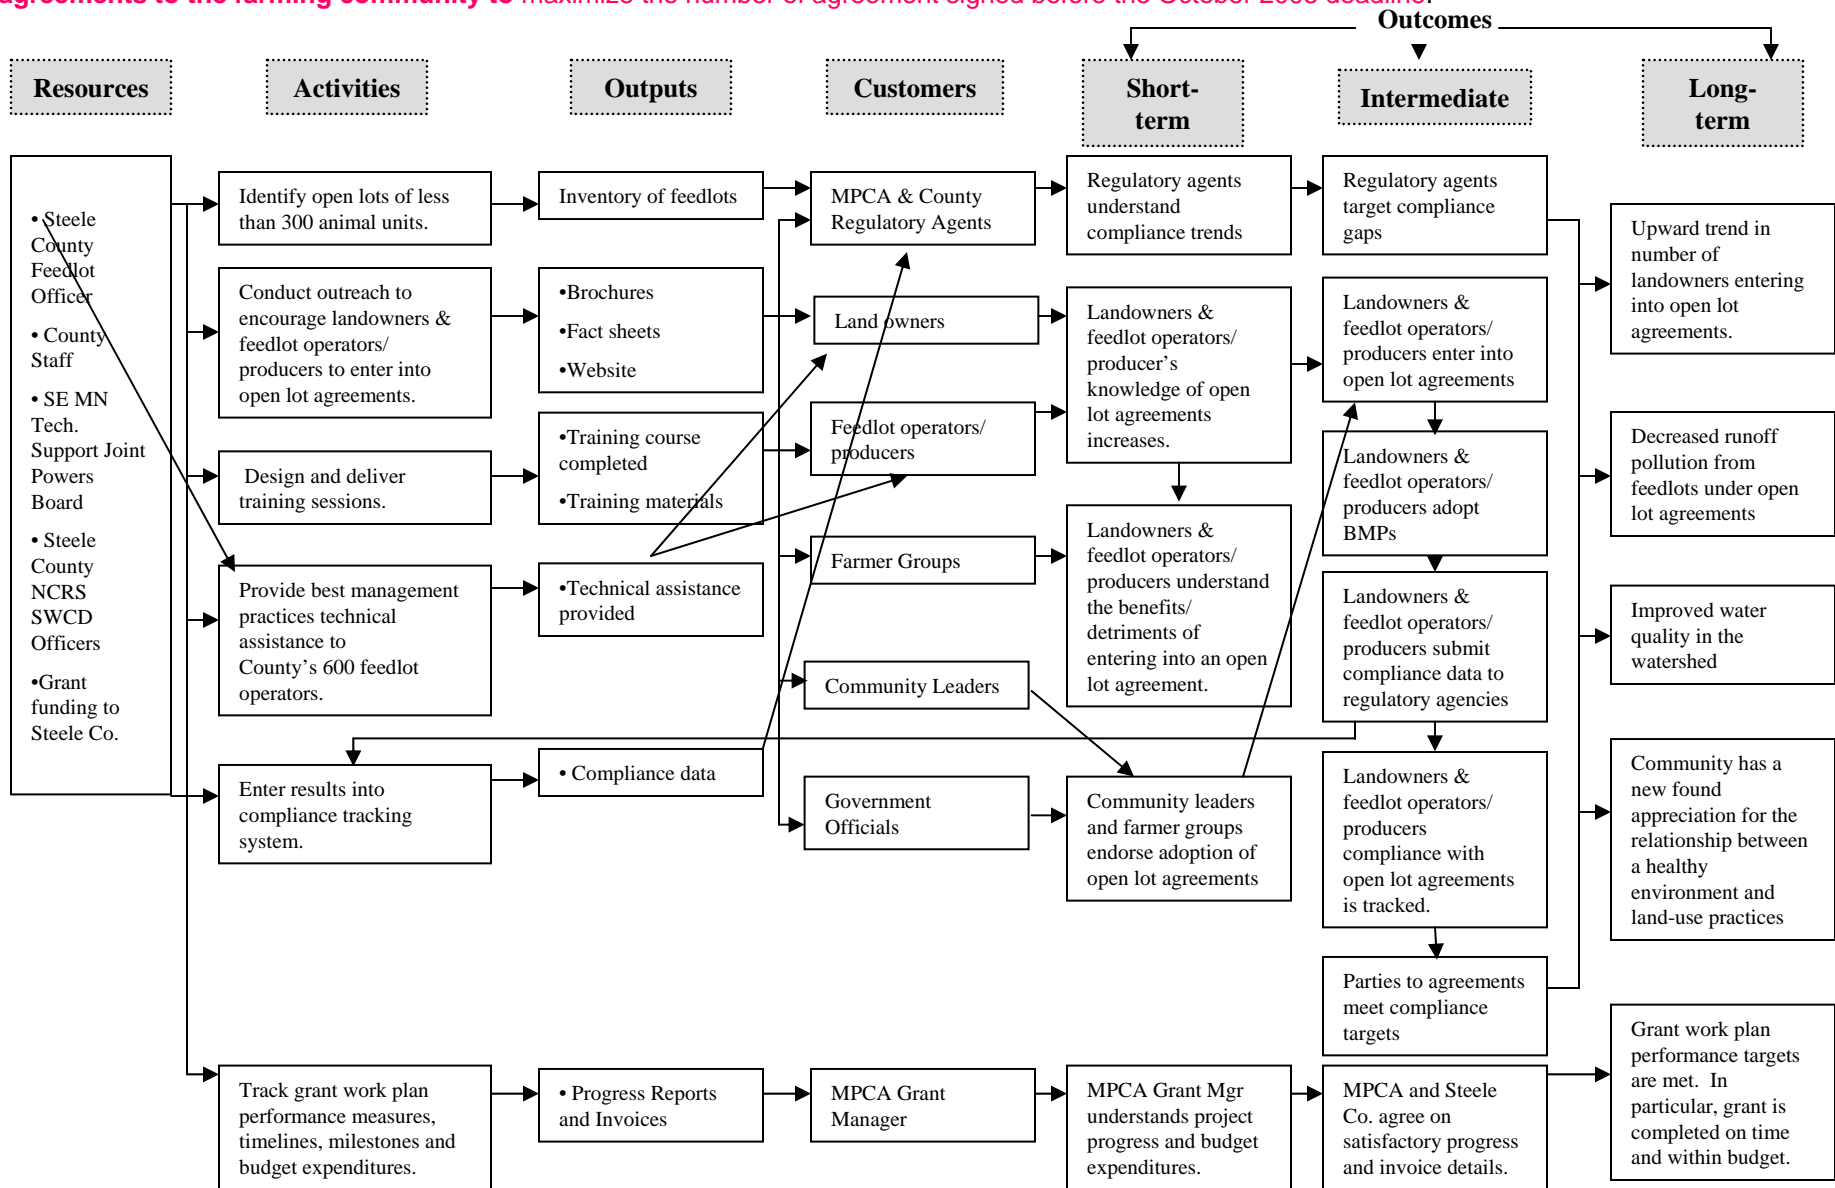 agreements to the farming community to maximize the number of agreement signed before the October 2005 deadline.
Outcomes
Resources
Activities
Outputs
Customers
Short-
term
Intermediate
Long-
term
• Steele
County
Feedlot
Officer
• County
Staff
• SE MN
Tech.
Support Joint
Powers
Board
• Steele
County
NCRS
SWCD
Officers
•Grant
funding to
Steele Co.
Identify open lots of less
than 300 animal units.
Conduct outreach to
encourage landowners &
feedlot operators/
producers to enter into
open lot agreements.
Design and deliver
training sessions.
Provide best management
practices technical
assistance to
County's 600 feedlot
operators.
Enter results into
compliance tracking
system.
Track grant work plan
performance measures,
timelines, milestones and
budget expenditures.
Inventory of feedlots
•Brochures
•Fact sheets
•Website
•Training course
completed
•Training materials
•Technical assistance
provided
• Compliance data
• Progress Reports
and Invoices
MPCA & County
Regulatory Agents
Land owners
Feedlot operators/
producers
Farmer Groups
Community Leaders
Government
Officials
MPCA Grant
Manager
Regulatory agents
understand
compliance trends
Landowners &
feedlot operators/
producer's
knowledge of open
lot agreements
increases.
Landowners &
feedlot operators/
producers understand
the benefits/
detriments of
entering into an open
lot agreement.
Community leaders
and farmer groups
endorse adoption of
open lot agreements
MPCA Grant Mgr
understands project
progress and budget
expenditures.
Regulatory agents
target compliance
gaps
Landowners &
feedlot operators/
producers enter into
open lot agreements
Landowners &
feedlot operators/
producers adopt
BMPs
Landowners &
feedlot operators/
producers submit
compliance data to
regulatory agencies
Landowners &
feedlot operators/
producers
compliance with
open lot agreements
is tracked.
Parties to agreements
meet compliance
targets
MPCA and Steele
Co. agree on
satisfactory progress
and invoice details.
Upward trend in
number of
landowners entering
into open lot
agreements.
Decreased runoff
pollution from
feedlots under open
lot agreements
Improved water
quality in the
watershed
Community has a
new found
appreciation for the
relationship between
a healthy
environment and
land-use practices
Grant work plan
performance targets
are met.  In
particular, grant is
completed on time
and within budget.